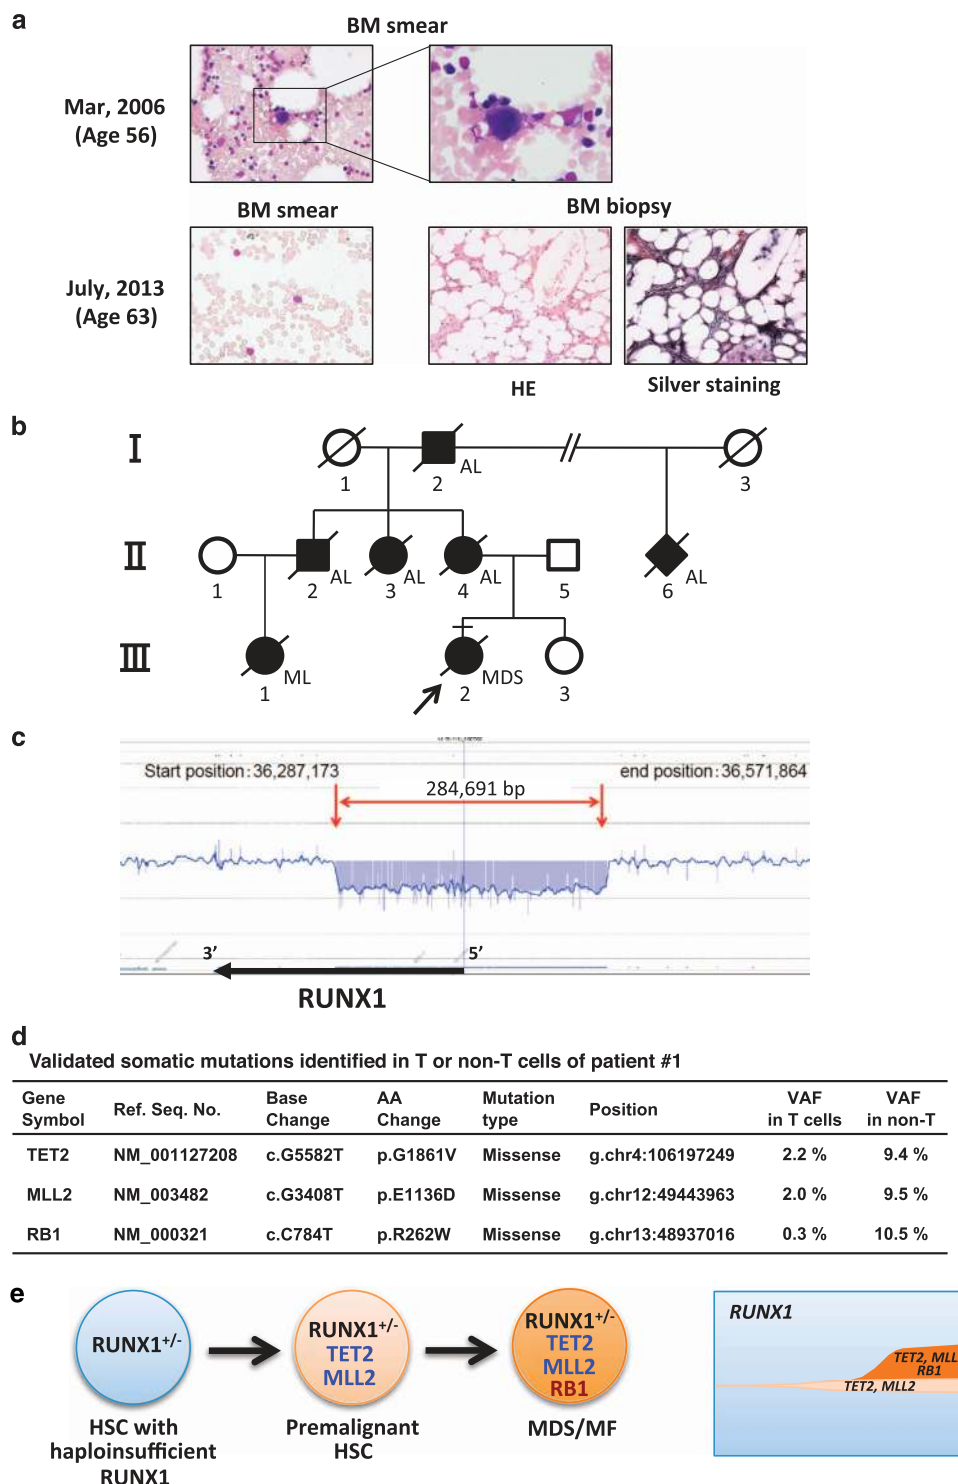 a
BM smear
Mar, 2006
(Age 56)
BM smear
BM biopsy
July, 2013
(Age 63)
HE
Silver staining
b
I
1
2
AL
3
II
1
2
AL
3
AL
4
AL
5
6
AL
III
1
ML
2
MDS
3
c
Start position: 36,287,173
end position: 36,571,864
284,691 bp
3’
5’
RUNX1
d
Validated somatic mutations identified in T or non-T cells of patient #1
Gene Symbol Ref. Seq. No. Base Change AA Change Mutation type Position VAF in T cells VAF in non-T
TET2 NM_001127208 c.G5582T p.G1861V Missense g.chr4:106197249 2.2 % 9.4 %
MLL2 NM_003482 c.G3408T p.E1136D Missense g.chr12:49443963 2.0 % 9.5 %
RB1 NM_000321 c.C784T p.R262W Missense g.chr13:48937016 0.3 % 10.5 %
e
RUNX1+/-
HSC with
haploinsufficient
RUNX1
RUNX1+/-
TET2
MLL2
Premalignant
HSC
RUNX1+/-
TET2
MLL2
RB1
MDS/MF
RUNX1
TET2, MLL
RB1
TET2, MLL2